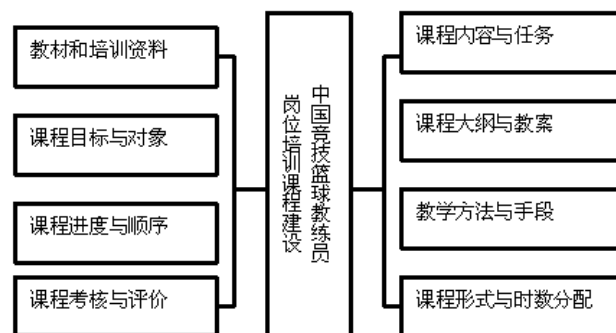 教材和培训资料
课程目标与对象
课程进度与顺序
课程考核与评价
中国竞技篮球教练员
岗位培训课程建设
课程内容与任务
课程大纲与教案
教学方法与手段
课程形式与时数分配